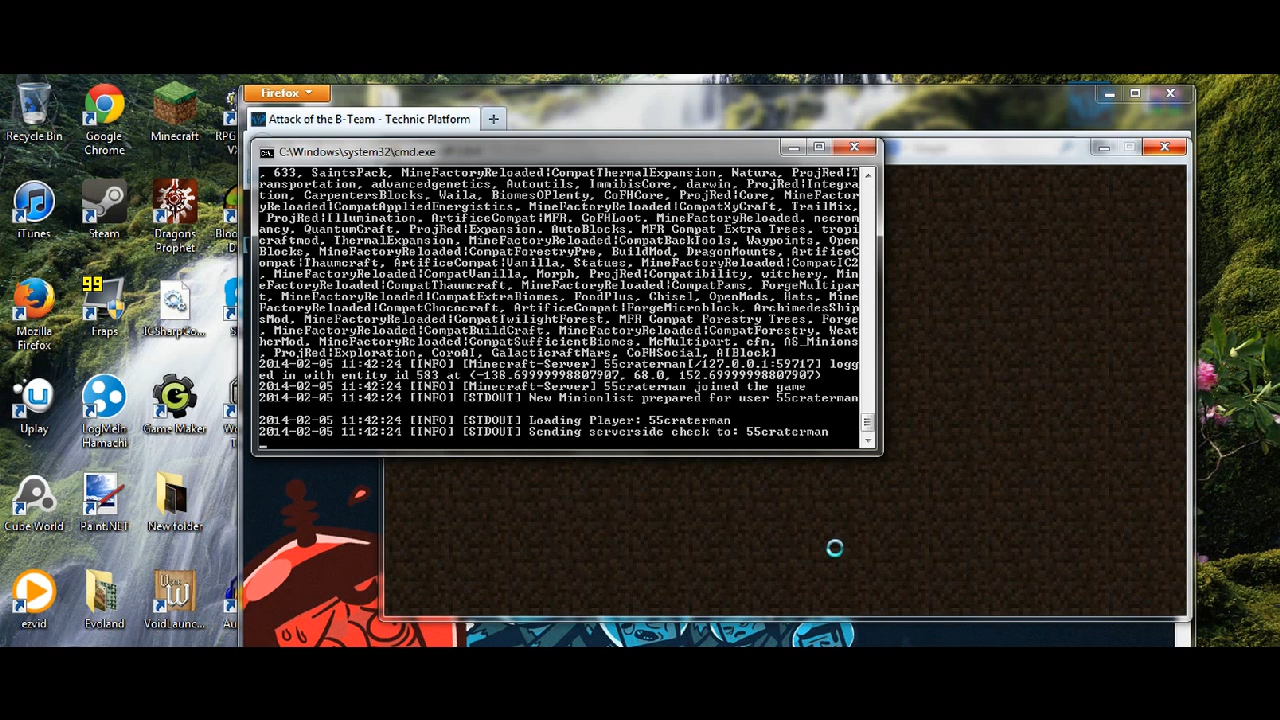 Firefox
Attack of the B-Team - Technic Platform
C:\Windows\system32\cmd.exe
, 633, SaintsPack, MineFactoryReloaded|CompatThermalExpansion, Natura, ProjRed|T
ransportation, advancedgenetics, Autoutils, ImmibisCore, darwin, ProjRed|Integra
tion, CarpentersBlocks, Waila, BiomesOPlenty, CoFHCore, ProjRed|Core, MineFactor
yReloaded|CompatAppliedEnergistics, MineFactoryReloaded|CompatXyCraft, TrailMix,
 ProjRed|Illumination, ArtificeCompat|MFR, CoFHLoot, MineFactoryReloaded, necrom
ancy, QuantumCraft, ProjRed|Expansion, AutoBlocks, MFR Compat Extra Trees, tropi
craftmod, ThermalExpansion, MineFactoryReloaded|CompatBackTools, Waypoints, Open
Blocks, MineFactoryReloaded|CompatForestryPre, BuildMod, DragonMounts, ArtificeC
ompat|Thaumcraft, ArtificeCompat|Vanilla, Statues, MineFactoryReloaded|CompatIC2
, MineFactoryReloaded|CompatVanilla, Morph, ProjRed|Compatibility, witchery, Min
eFactoryReloaded|CompatThaumcraft, MineFactoryReloaded|CompatPams, ForgeMultipar
t, MineFactoryReloaded|CompatExtraBiomes, FoodPlus, Chisel, OpenMods, Hats, Mine
FactoryReloaded|CompatChococraft, ArtificeCompat|ForgeMicroblock, ArchimedesShip
sMod, MineFactoryReloaded|CompatTwilightForest, MFR Compat Forestry Trees, Forge
, MineFactoryReloaded|CompatBuildCraft, MineFactoryReloaded|CompatForestry, Weat
herMod, MineFactoryReloaded|CompatSufficientBiomes, McMultipart, cfm, AS_Minions
, ProjRed|Exploration, CoroAI, GalacticraftMars, CoFHSocial, AIBlock]
2014-02-05 11:42:24 [INFO] [Minecraft-Server] 55craterman[/127.0.0.1:59717] logg
ed in with entity id 583 at (-138.69999998807907, 68.0, 152.69999998807907)
2014-02-05 11:42:24 [INFO] [Minecraft-Server] 55craterman joined the game
2014-02-05 11:42:24 [INFO] [STDOUT] New Minionlist prepared for user 55craterman
2014-02-05 11:42:24 [INFO] [STDOUT] Loading Player: 55craterman
2014-02-05 11:42:24 [INFO] [STDOUT] Sending serverside check to: 55craterman
Recycle Bin
Google Chrome
Minecraft
RPG
iTunes
Steam
Dragons Prophet
99
Mozilla Firefox
Fraps
ICSharpCo...
Uplay
LogMeIn Hamachi
Game Maker
Cube World
Paint.NET
New folder
ezvid
Evoland
VoidLaunc...